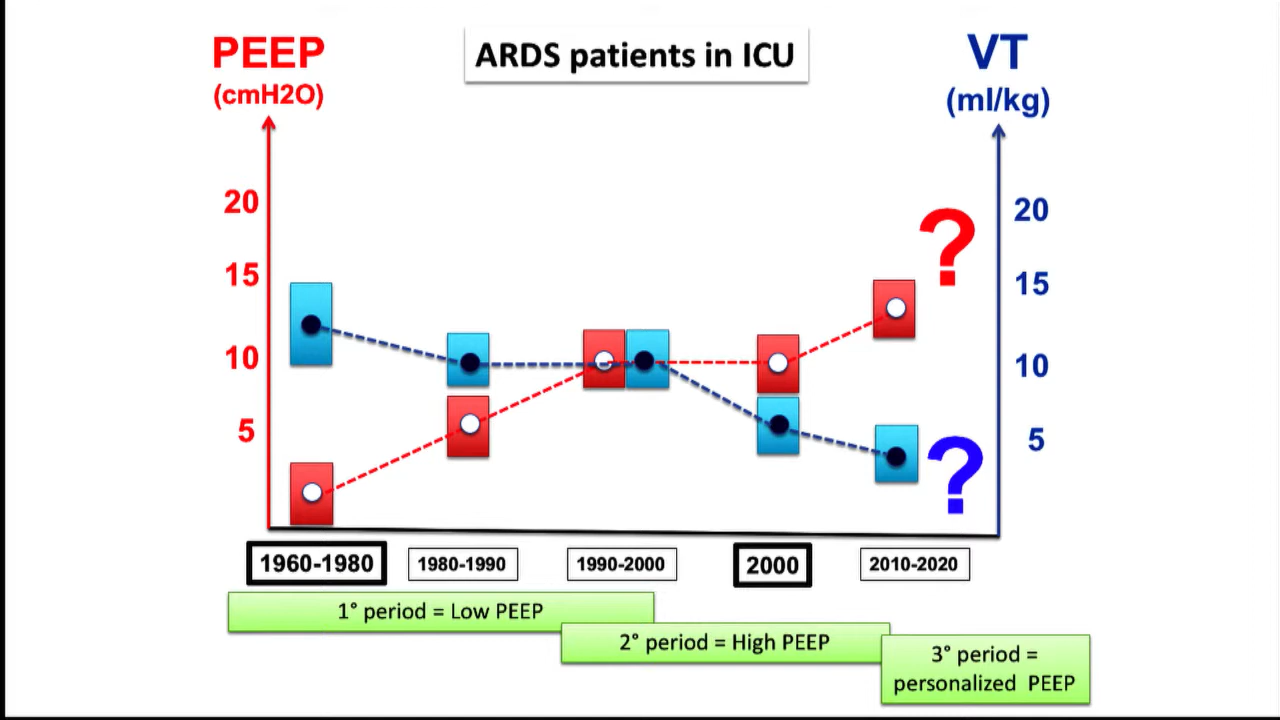 PEEP
(cmH2O)
ARDS patients in ICU
VT
(ml/kg)
20
15
10
5
20
15
10
5
?
?
1960-1980
1980-1990
1990-2000
2000
2010-2020
1° period = Low PEEP
2° period = High PEEP
3° period =
personalized PEEP